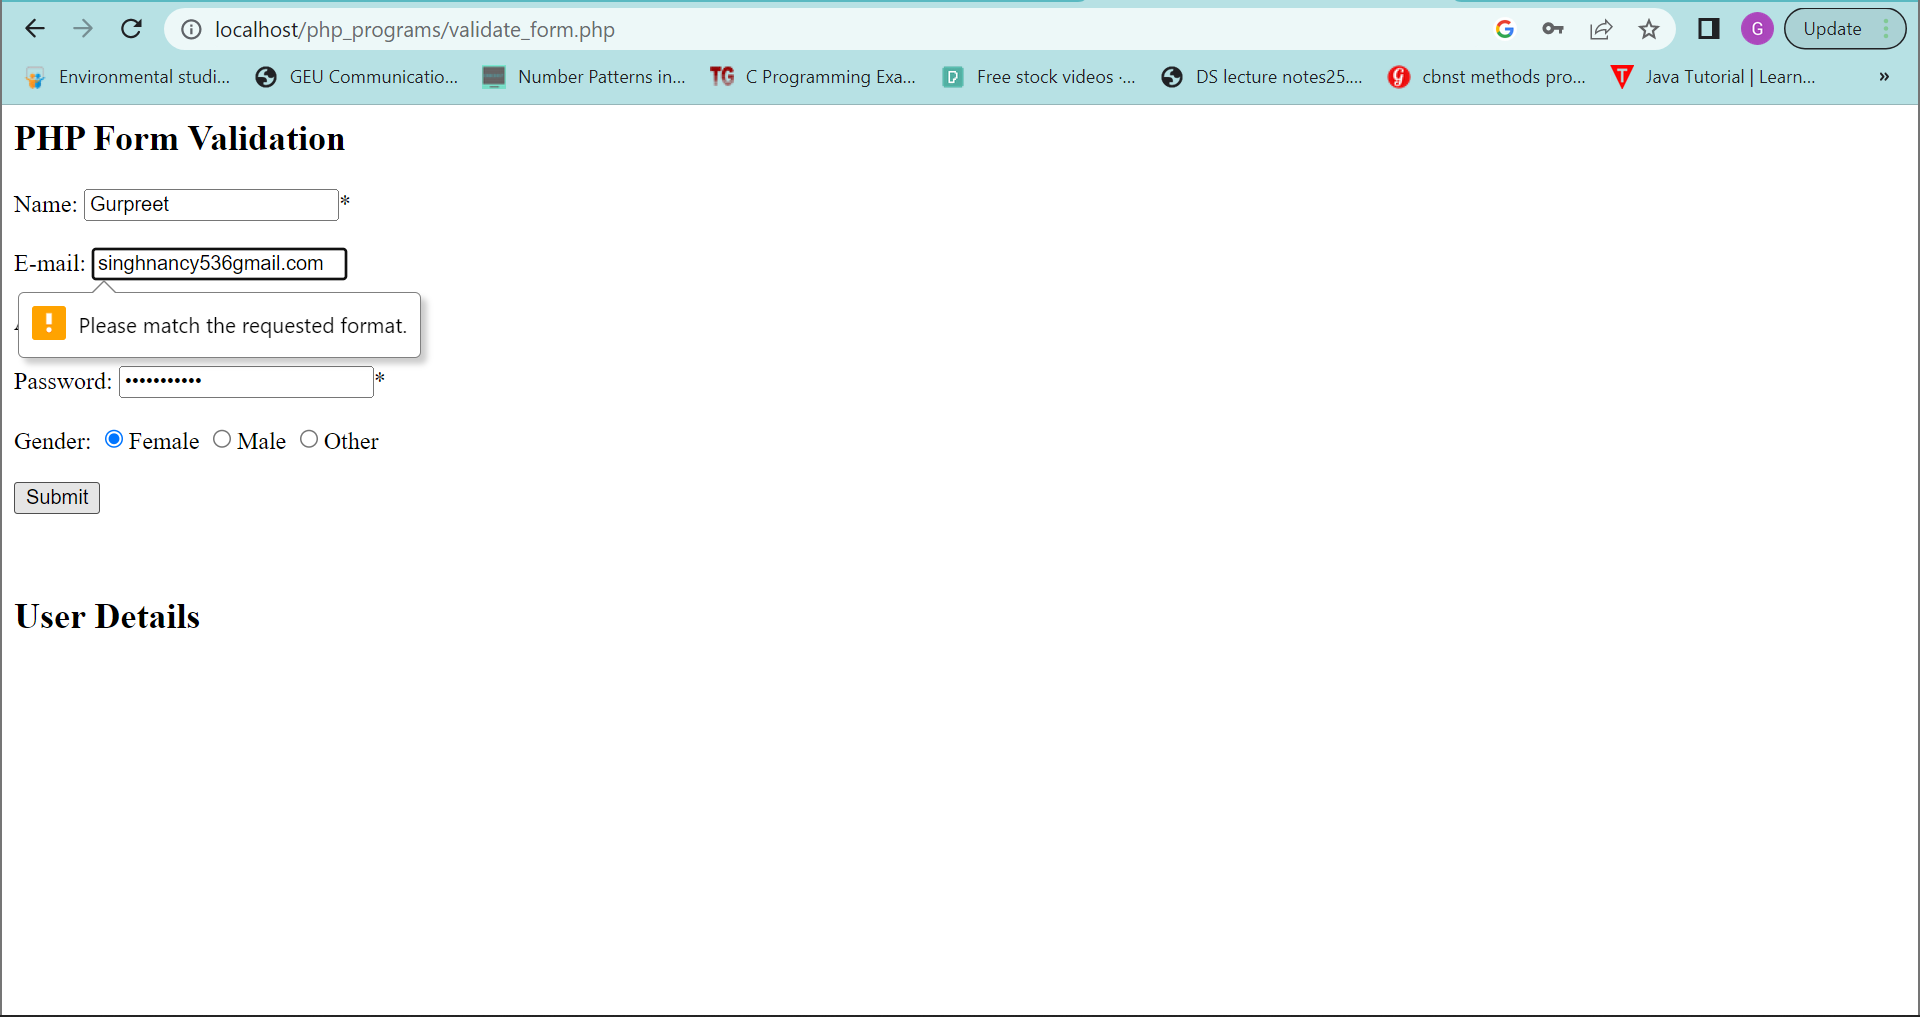 localhost/php_programs/validate_form.php G Update
Environmental studi... GEU Communicatio... Number Patterns in... TG C Programming Exa... Free stock videos -... DS lecture notes25.... cbnst methods pro... Java Tutorial | Learn... »
PHP Form Validation
Name: Gurpreet*
E-mail: singhnancy536gmail.com
! Please match the requested format.
Password: •••••••••••*
Gender: Female Male Other
Submit
User Details